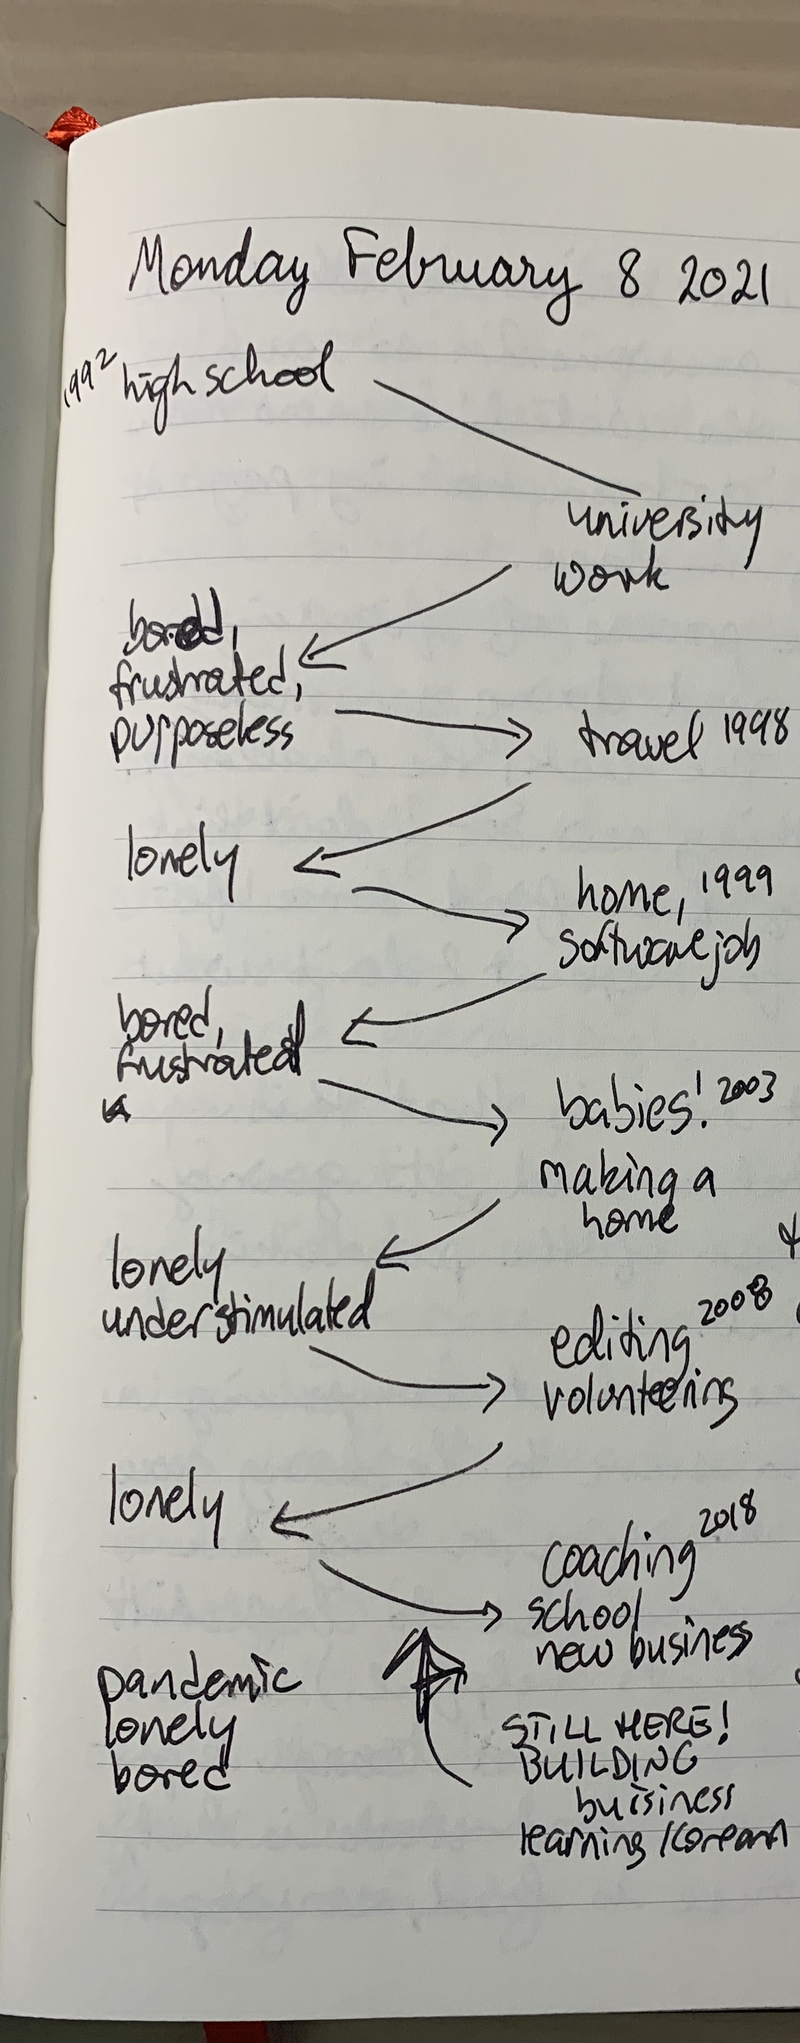 Monday February 8 2021
1992 high school
university
work
bored,
frustrated,
purposeless
travel 1998
lonely
home, 1999
software job
bored,
frustrated
babies! 2003
making a
home
lonely
understimulated
editing 2008
volunteering
lonely
coaching 2018
school
new business
pandemic
lonely
bored
STILL HERE!
BUILDING
buisiness
learning Korean